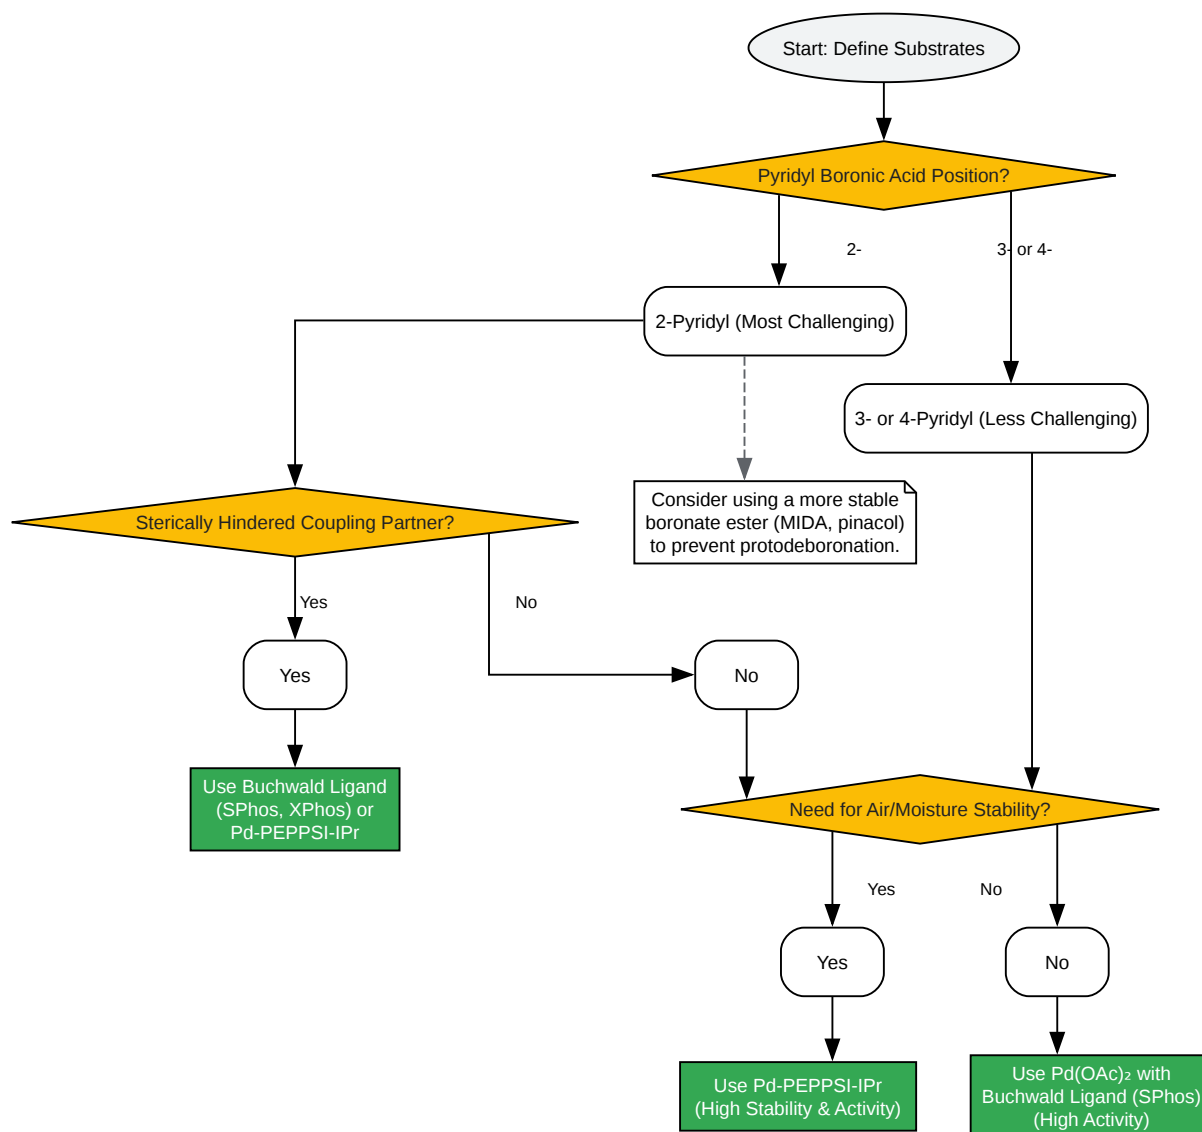 Start: Define Substrates
Pyridyl Boronic Acid Position?
2-
3- or 4-
2-Pyridyl (Most Challenging)
3- or 4-Pyridyl (Less Challenging)
Consider using a more stable
boronate ester (MIDA, pinacol)
to prevent protodeboronation.
Sterically Hindered Coupling Partner?
Yes
No
Yes
No
Use Buchwald Ligand
(SPhos, XPhos) or
Pd-PEPPSI-IPr
Need for Air/Moisture Stability?
Yes
No
Yes
No
Use Pd-PEPPSI-IPr
(High Stability & Activity)
Use Pd(OAc)₂ with
Buchwald Ligand (SPhos)
(High Activity)